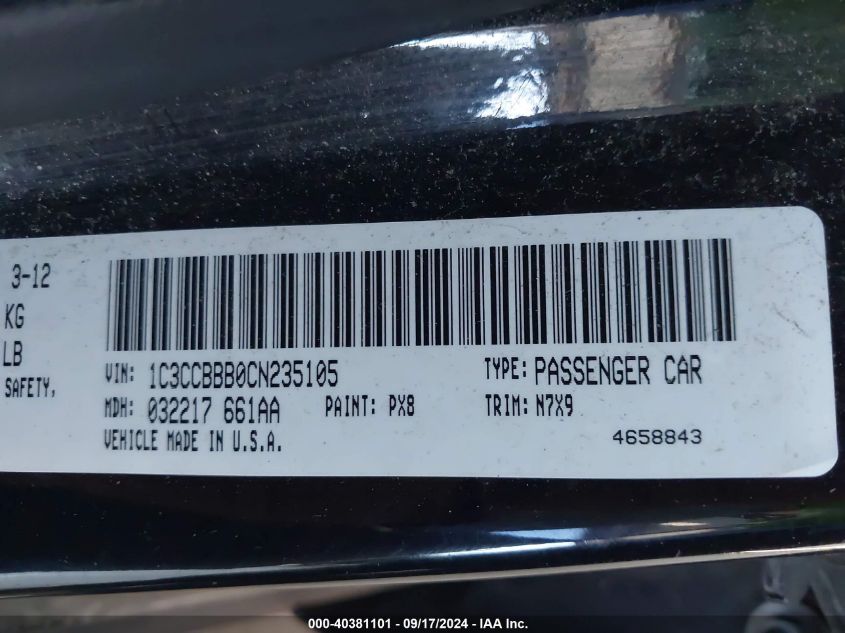 3-12
KG
LB
SAFETY,
VIN: 1C3CCBBB0CN235105 TYPE: PASSENGER CAR
MDH: 032217 661AA PAINT: PX8 TRIM: N7X9
VEHICLE MADE IN U.S.A. 4658843
000-40381101 - 09/17/2024 - IAA Inc.